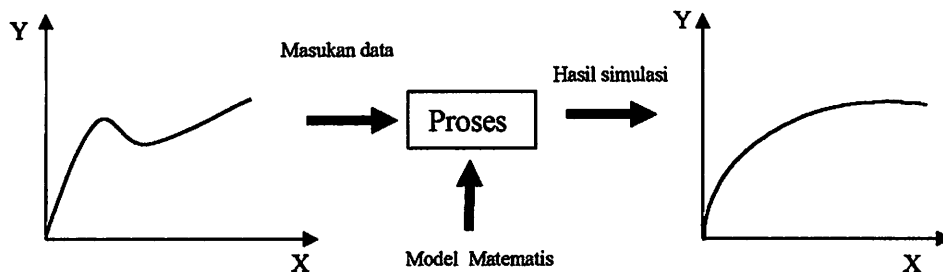 Y
Masukan data
Hasil simulasi
Y
Proses
X
Model Matematis
X